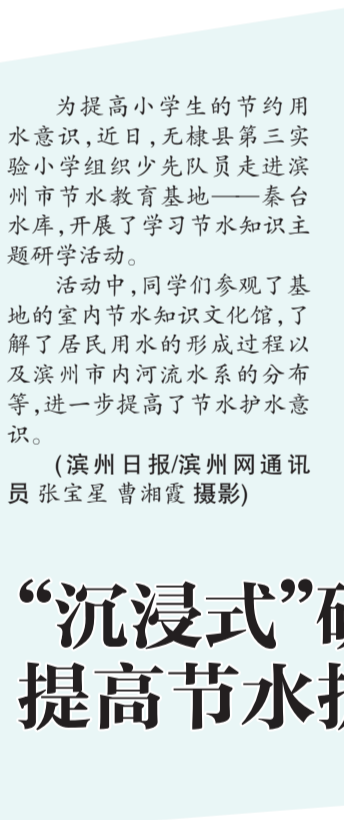 为提高小学生的节约用
水意识,近日,无棣县第三实
验小学组织少先队员走进滨
州市节水教育基地——秦台
水库,开展了学习节水知识主
题研学活动。
活动中,同学们参观了基
地的室内节水知识文化馆,了
解了居民用水的形成过程以
及滨州市内河流水系的分布
等,进一步提高了节水护水意
识。
(滨州日报/滨州网通讯
员 张宝星 曹湘霞 摄影)
“沉浸式”
提高节水